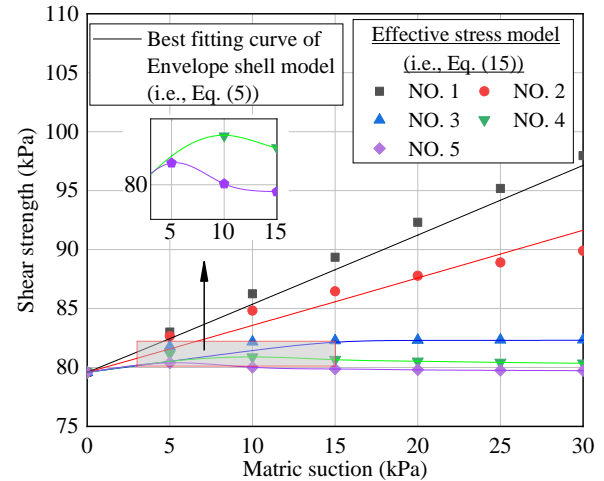 110
105
100
95
90
85
80
75
Shear strength (kPa)
Best fitting curve of
Envelope shell model
(i.e., Eq. (5))
Effective stress model
(i.e., Eq. (15))
NO. 1
NO. 2
NO. 3
NO. 4
NO. 5
80
5
10
15
0
5
10
15
20
25
30
Matric suction (kPa)